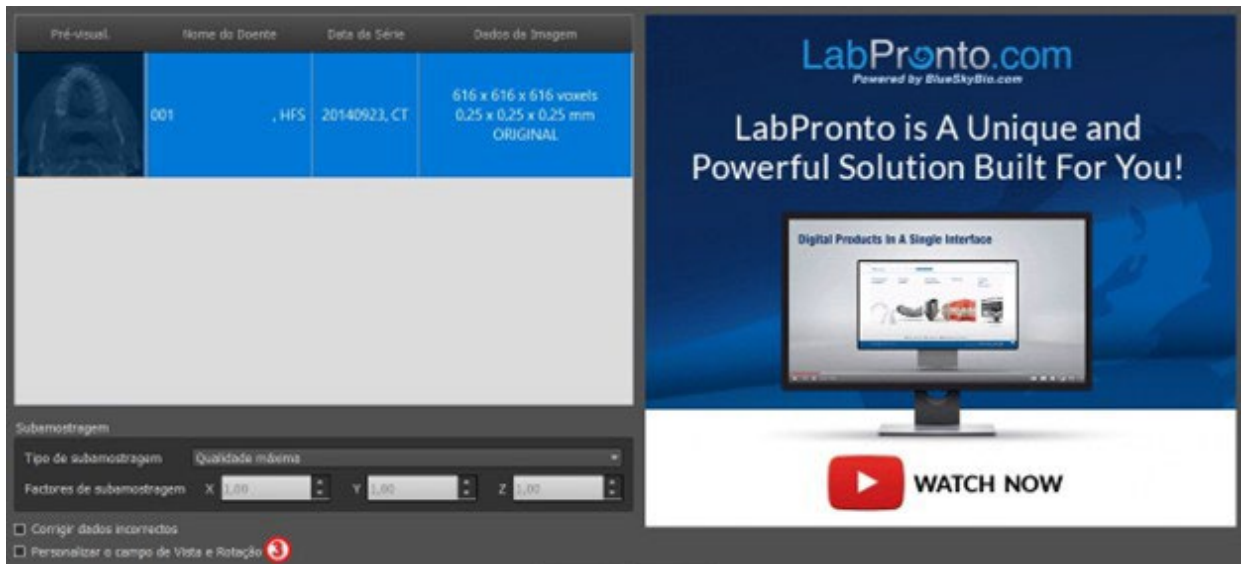 Pré-visual. Nome do Doente Data da Série Dados da Imagem
001 , HFS 20140923, CT 616 x 616 x 616 voxels
0.25 x 0.25 x 0.25 mm
ORIGINAL
Subamostragem
Tipo de subamostragem Qualidade máxima
Factores de subamostragem X 1,00 Y 1,00 Z 1,00
Corrigir dados incorrectos
Personalizar o campo de Vista e Rotação 3
LabPronto.com
Powered by BlueSkyBio.com
LabPronto is A Unique and
Powerful Solution Built For You!
Digital Products In A Single Interface
WATCH NOW